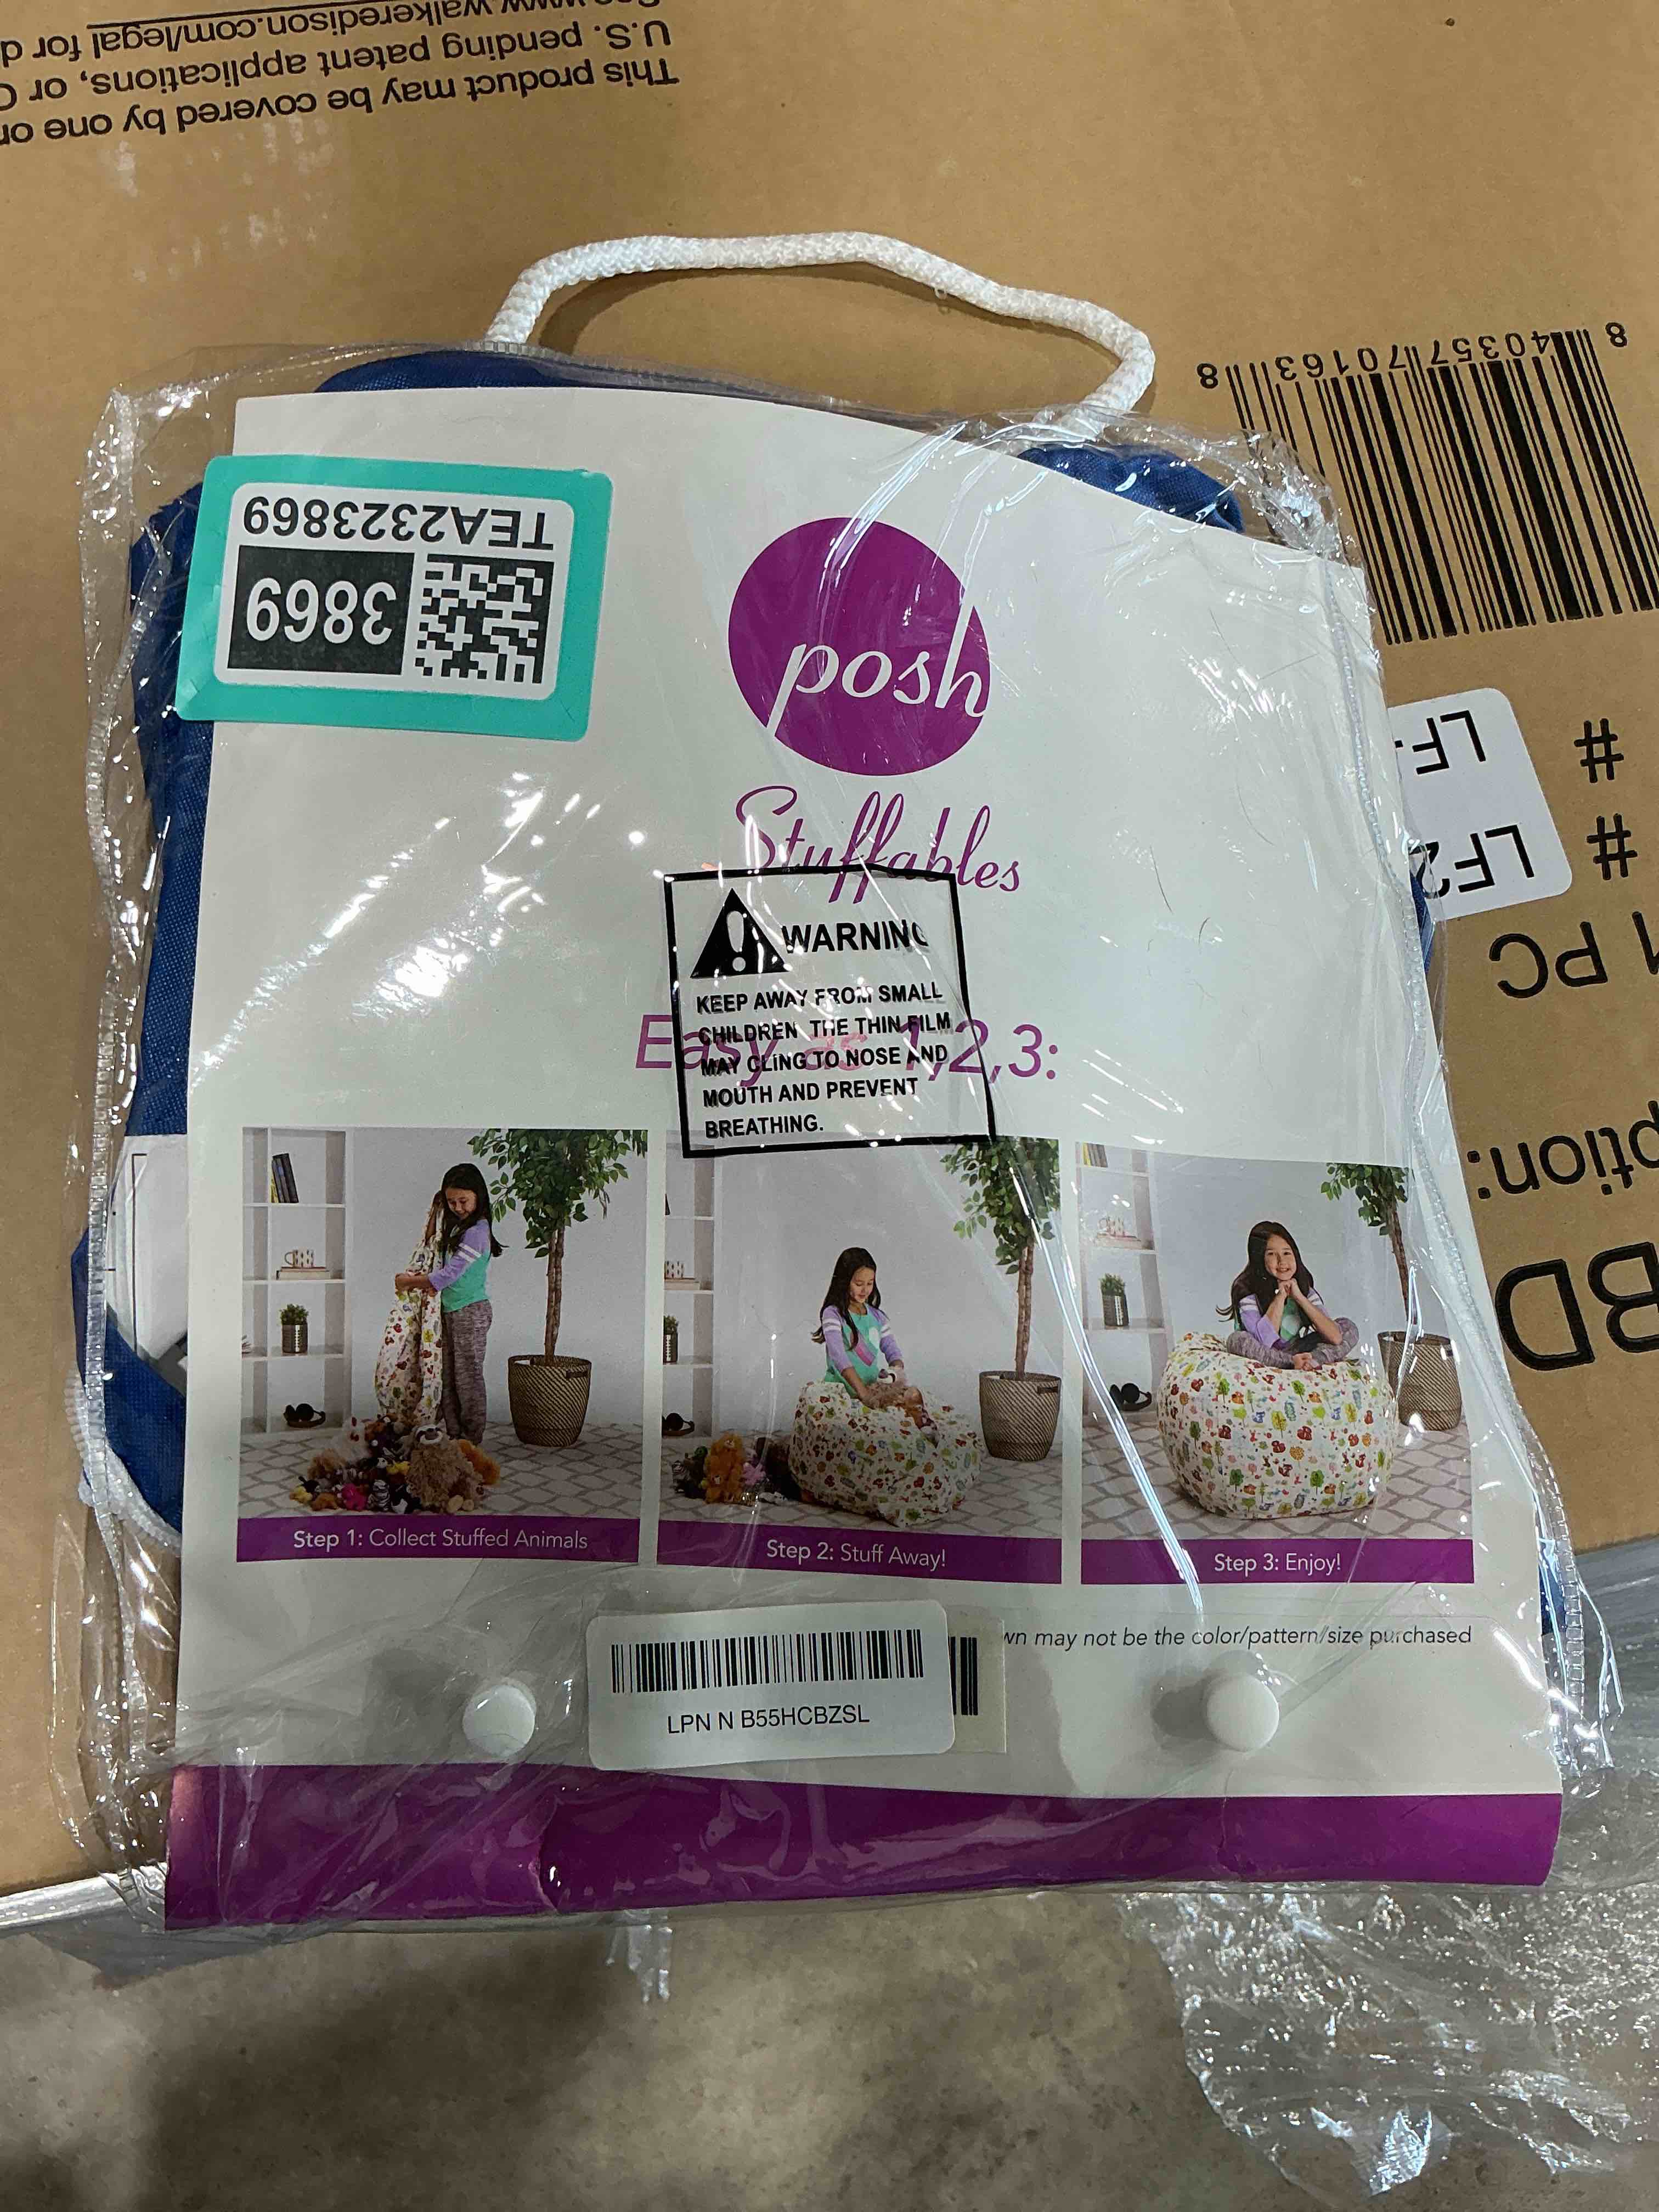 walkeredison.com/legal for
U.S. pending patent applications, or
This product may be covered by one or
8 40357 70163 8
TEA2323869
3869
posh
Stuffables
WARNING
KEEP AWAY FROM SMALL
CHILDREN THE THIN FILM
MAY CLING TO NOSE AND
MOUTH AND PREVENT
BREATHING.
Easy as 1,2,3:
LF
#
LF2
#
1 PC
ption:
BD
Step 1: Collect Stuffed Animals
Step 2: Stuff Away!
Step 3: Enjoy!
wn may not be the color/pattern/size purchased
LPN N B55HCBZSL